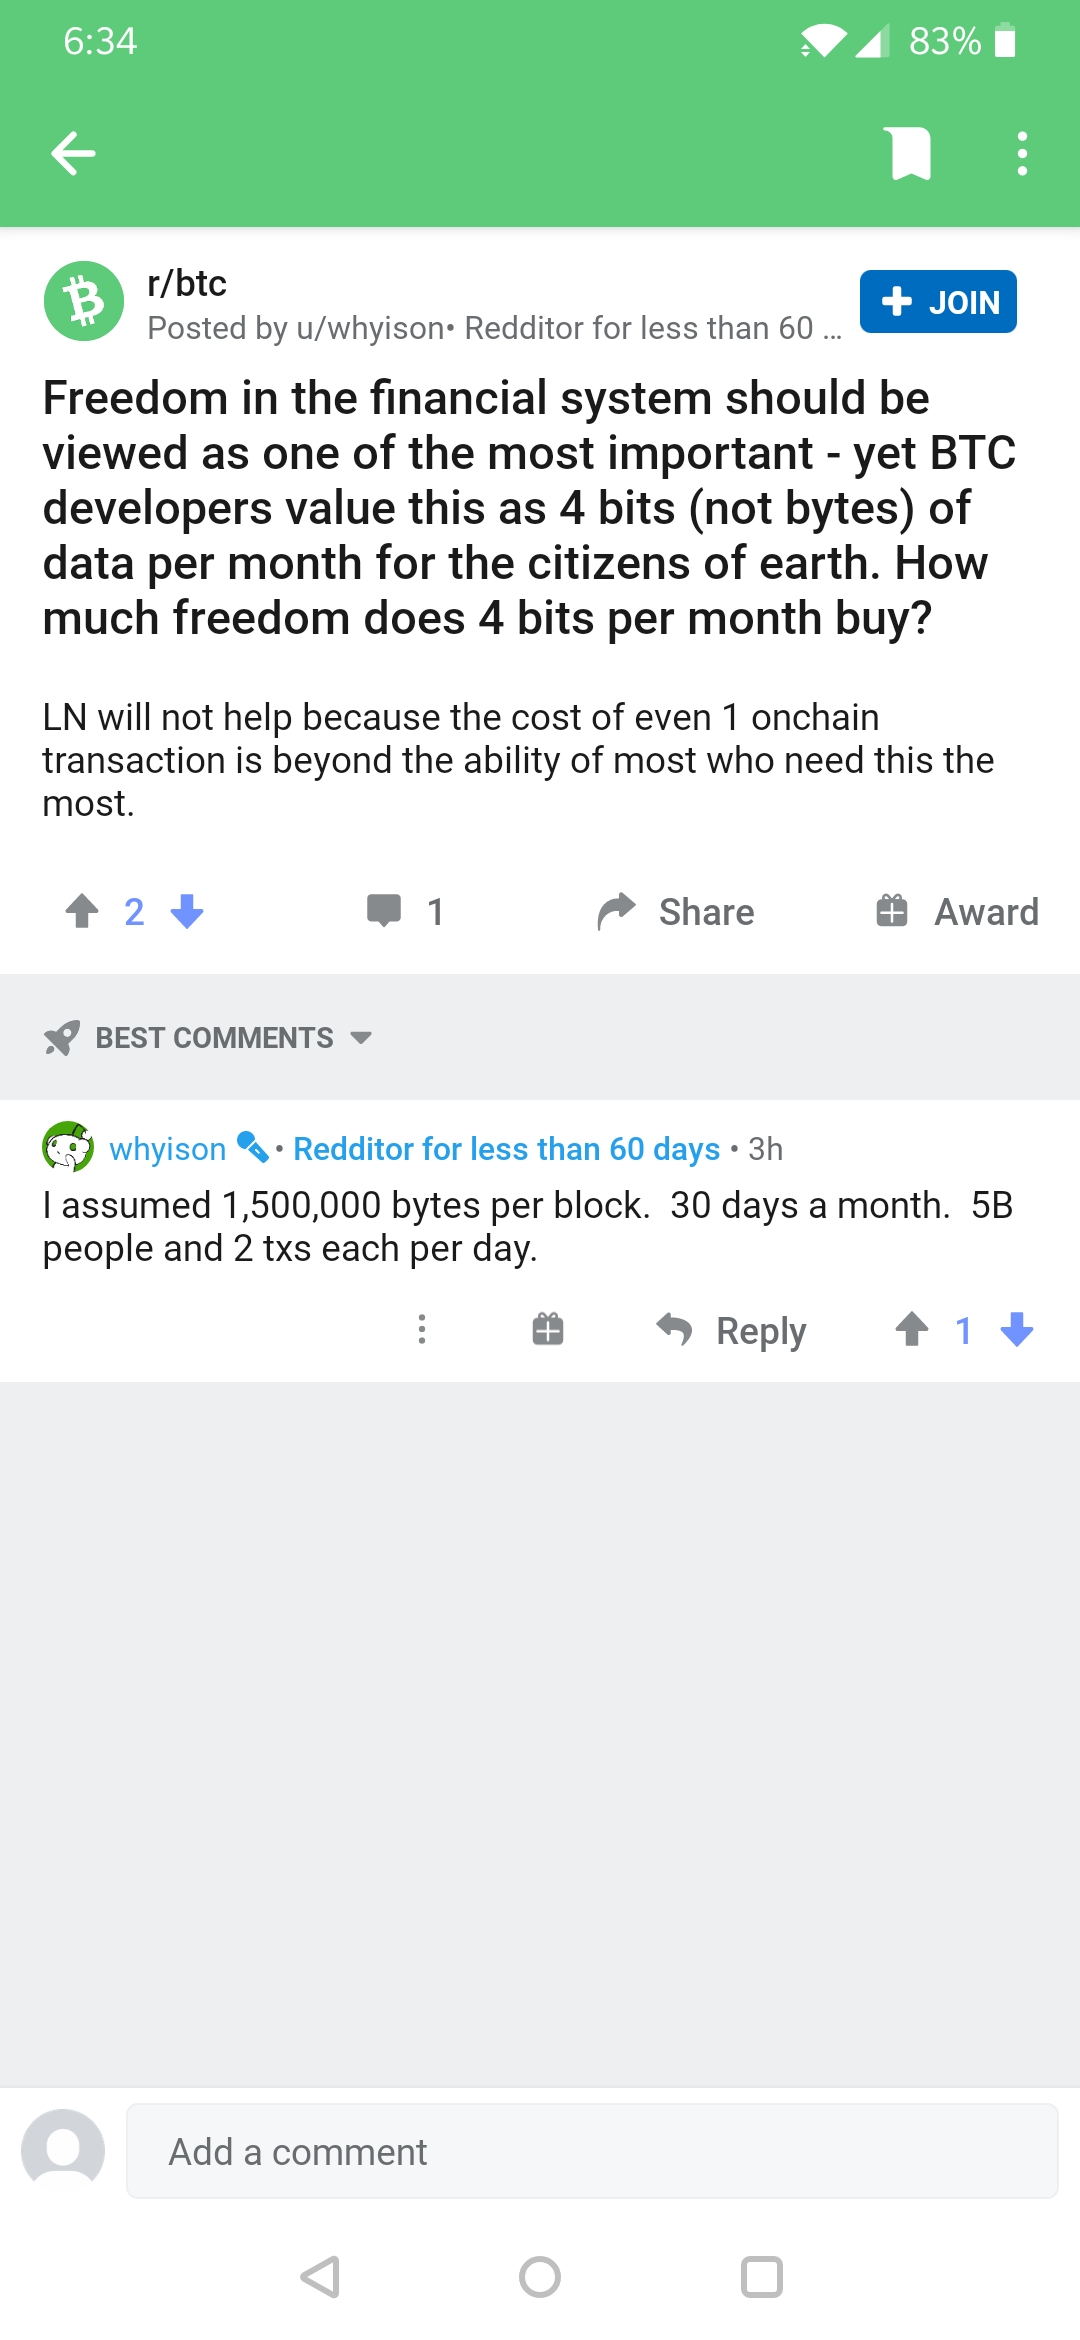 6:34
83%
r/btc
Posted by u/whyison• Redditor for less than 60 ...
+ JOIN
Freedom in the financial system should be
viewed as one of the most important - yet BTC
developers value this as 4 bits (not bytes) of
data per month for the citizens of earth. How
much freedom does 4 bits per month buy?
LN will not help because the cost of even 1 onchain
transaction is beyond the ability of most who need this the
most.
2
1
Share
Award
BEST COMMENTS
whyison • Redditor for less than 60 days • 3h
I assumed 1,500,000 bytes per block.  30 days a month.  5B
people and 2 txs each per day.
Reply
1
Add a comment